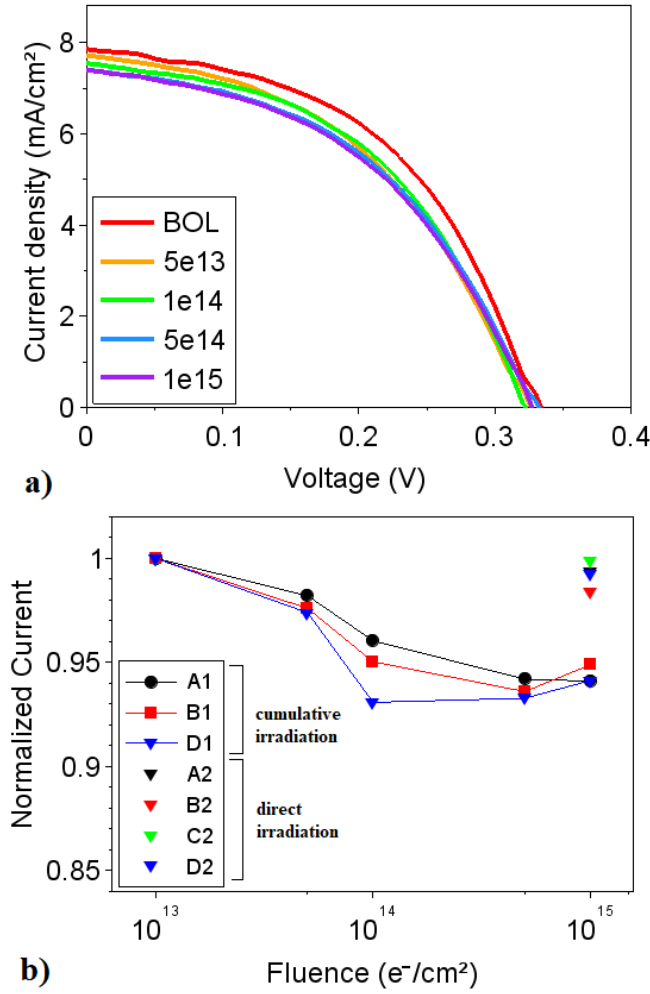 8
6
4
2
0
Current density (mA/cm²)
BOL
5e13
1e14
5e14
1e15
0 0.1 0.2 0.3 0.4
Voltage (V)
a)
1
0.95
0.9
0.85
Normalized Current
A1
B1
D1
cumulative
irradiation
A2
B2
C2
D2
direct
irradiation
10¹³ 10¹⁴ 10¹⁵
Fluence (e⁻/cm²)
b)